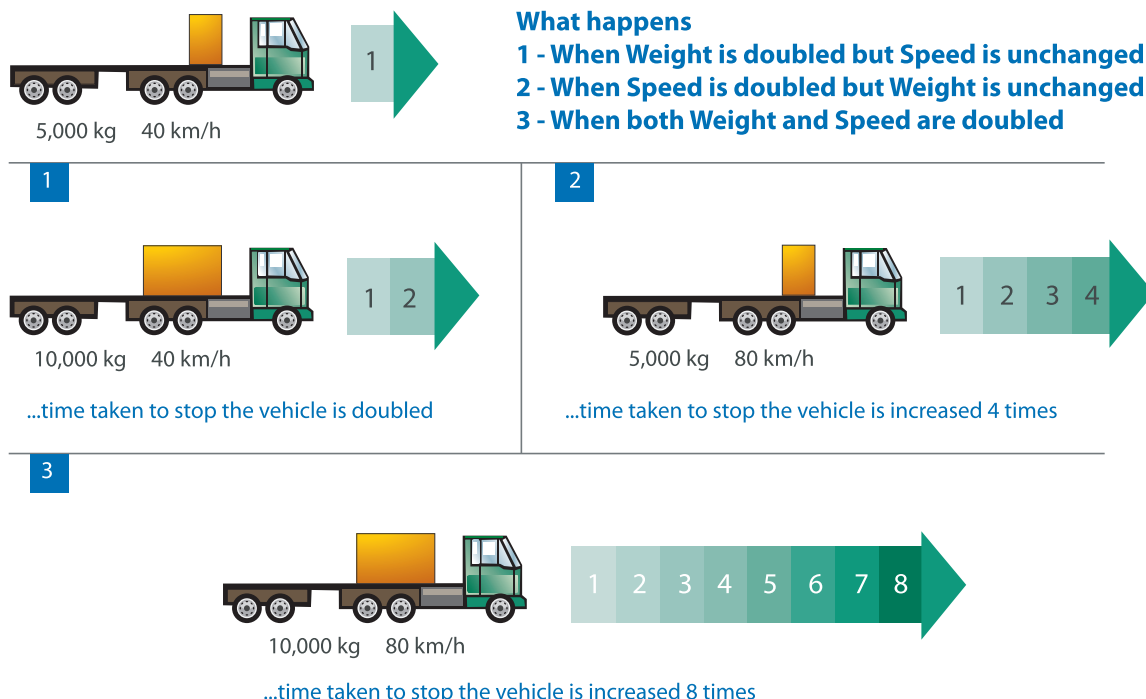 What happens
1 - When Weight is doubled but Speed is unchanged
2 - When Speed is doubled but Weight is unchanged
3 - When both Weight and Speed are doubled
1
5,000 kg 40 km/h
1
1 2
10,000 kg 40 km/h
...time taken to stop the vehicle is doubled
2
1 2 3 4
5,000 kg 80 km/h
...time taken to stop the vehicle is increased 4 times
3
1 2 3 4 5 6 7 8
10,000 kg 80 km/h
...time taken to stop the vehicle is increased 8 times